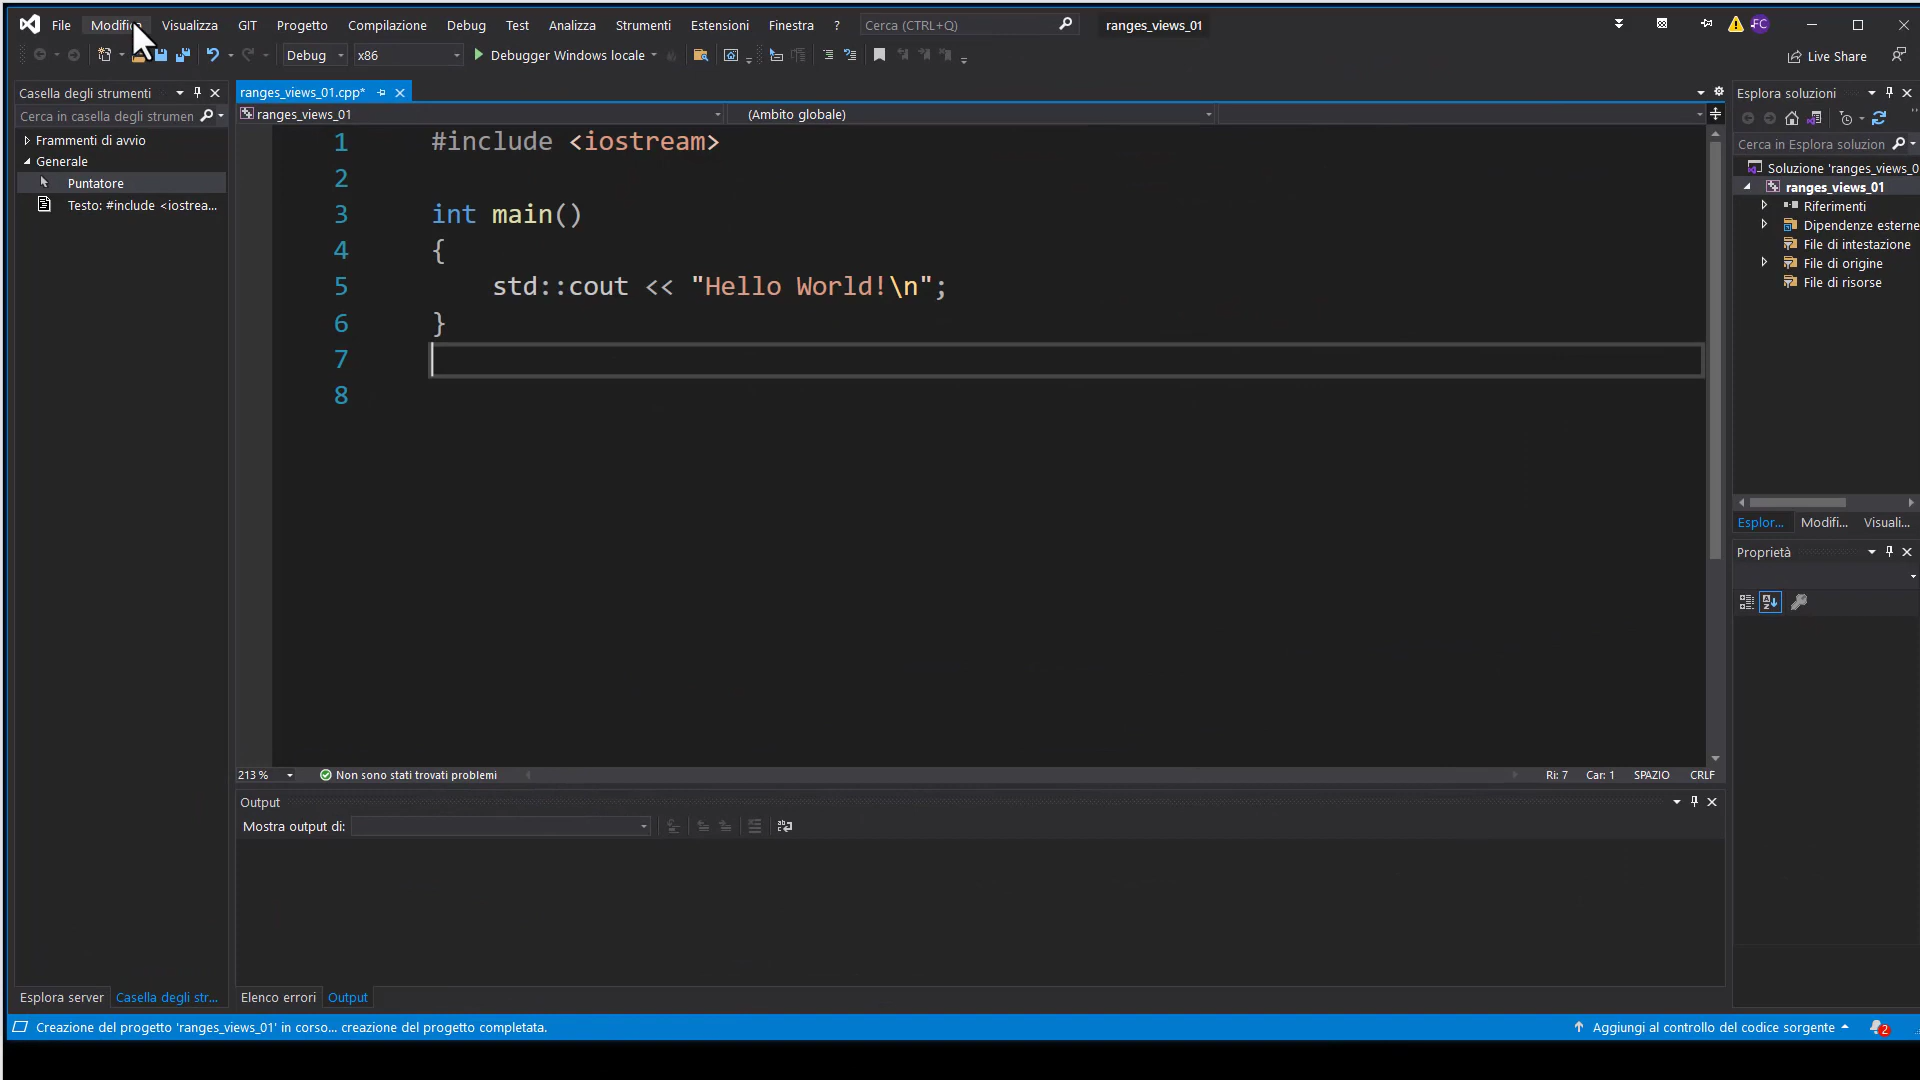 File Modifica Visualizza GIT Progetto Compilazione Debug Test Analizza Strumenti Estensioni Finestra ? Cerca (CTRL+Q) ranges_views_01 FC
Debug x86 Debugger Windows locale Live Share
Casella degli strumenti
Cerca in casella degli strumen
Frammenti di avvio
Generale
Puntatore
Testo: #include <iostrea...
ranges_views_01.cpp*
ranges_views_01 (Ambito globale)
1 #include <iostream>
2
3 int main()
4 {
5 std::cout << "Hello World!\n";
6 }
7
8
213 % Non sono stati trovati problemi Ri: 7 Car: 1 SPAZIO CRLF
Output
Mostra output di:
Esplora soluzioni
Cerca in Esplora soluzioni
Soluzione 'ranges_views_0
ranges_views_01
Riferimenti
Dipendenze esterne
File di intestazione
File di origine
File di risorse
Esplor... Modifi... Visuali...
Proprietà
Esplora server Casella degli str... Elenco errori Output
Creazione del progetto 'ranges_views_01' in corso... creazione del progetto completata. Aggiungi al controllo del codice sorgente 2